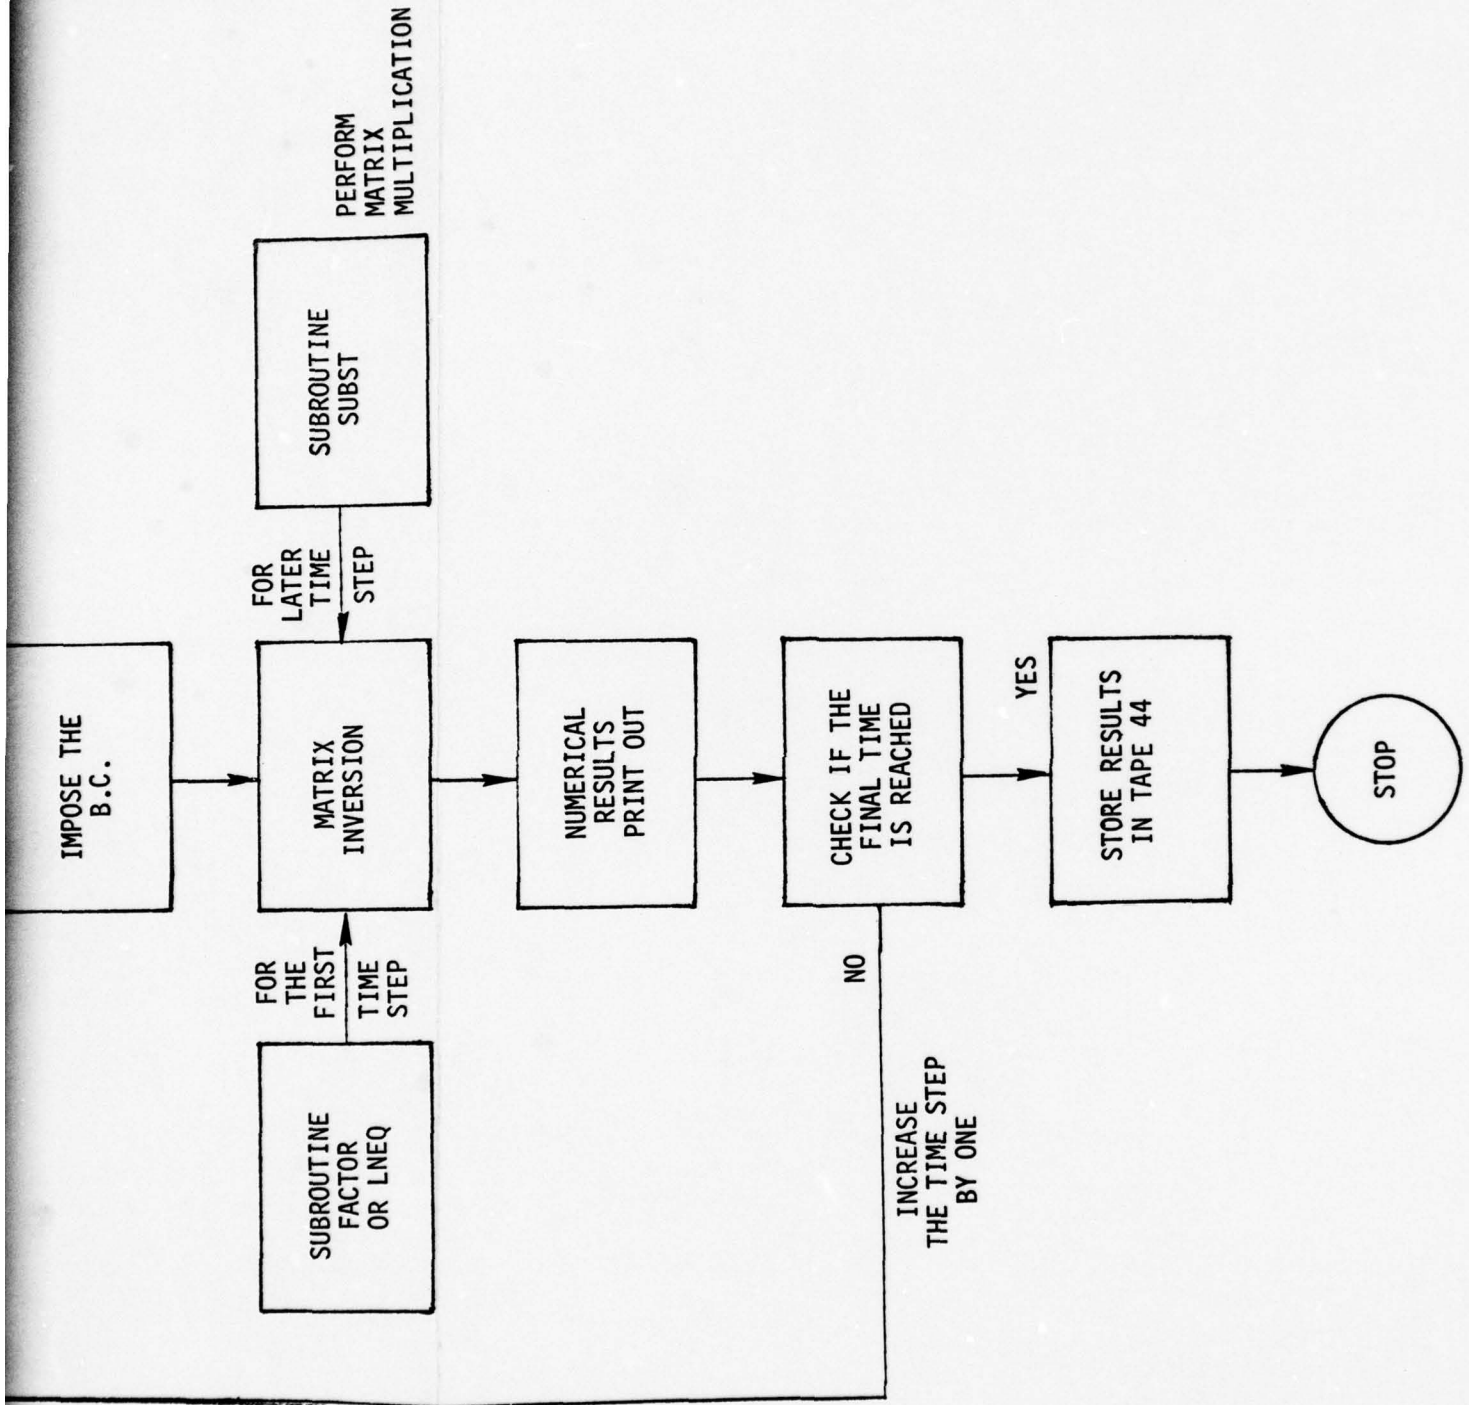 IMPOSE THE
B.C.
FOR
THE
FIRST
TIME
STEP
SUBROUTINE
FACTOR
OR LNEQ
MATRIX
INVERSION
FOR
LATER
TIME
STEP
SUBROUTINE
SUBST
PERFORM
MATRIX
MULTIPLICATION
NUMERICAL
RESULTS
PRINT OUT
CHECK IF THE
FINAL TIME
IS REACHED
NO
INCREASE
THE TIME STEP
BY ONE
YES
STORE RESULTS
IN TAPE 44
STOP